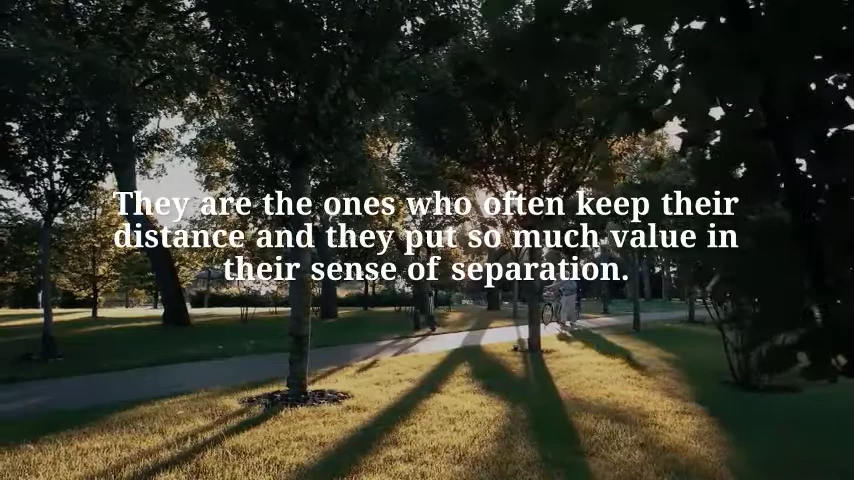 They are the ones who often keep their
distance and they put so much value in
their sense of separation.